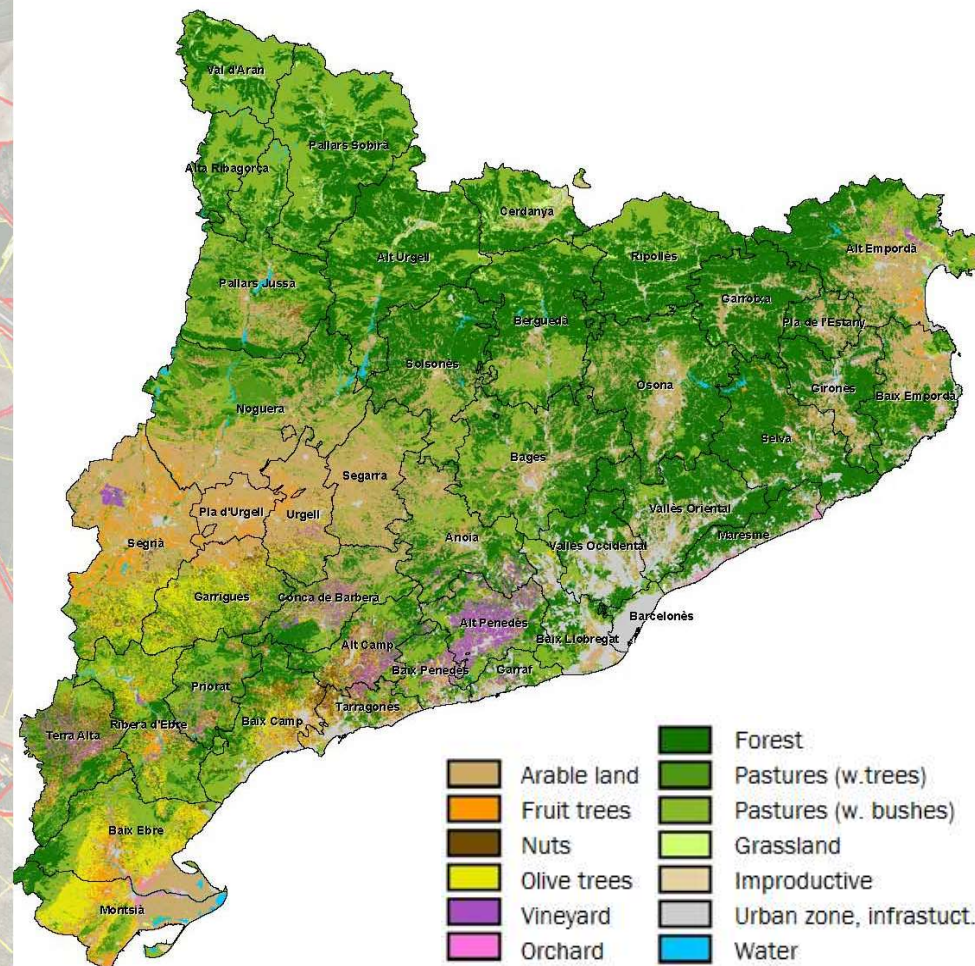 Val d'Aran
Pallars Sobirà
Alta Ribagorça
Cerdanya
Alt Empordà
Alt Urgell
Ripollès
Pallars Jussà
Garrotxa
Pla de l'Estany
Berguedà
Solsonès
Osona
Gironès
Baix Empordà
Noguera
Selva
Bages
Segarra
Pla d'Urgell
Urgell
Vallès Oriental
Segrià
Anoia
Vallès Occidental
Maresme
Garrigues
Conca de Barberà
Barcelonès
Alt Penedès
Baix Llobregat
Alt Camp
Baix Penedès
Garraf
Priorat
Tarragonès
Ribera d'Ebre
Baix Camp
Terra Alta
Baix Ebre
Montsià
Arable land
Fruit trees
Nuts
Olive trees
Vineyard
Orchard
Forest
Pastures (w.trees)
Pastures (w. bushes)
Grassland
Improductive
Urban zone, infrastuct.
Water